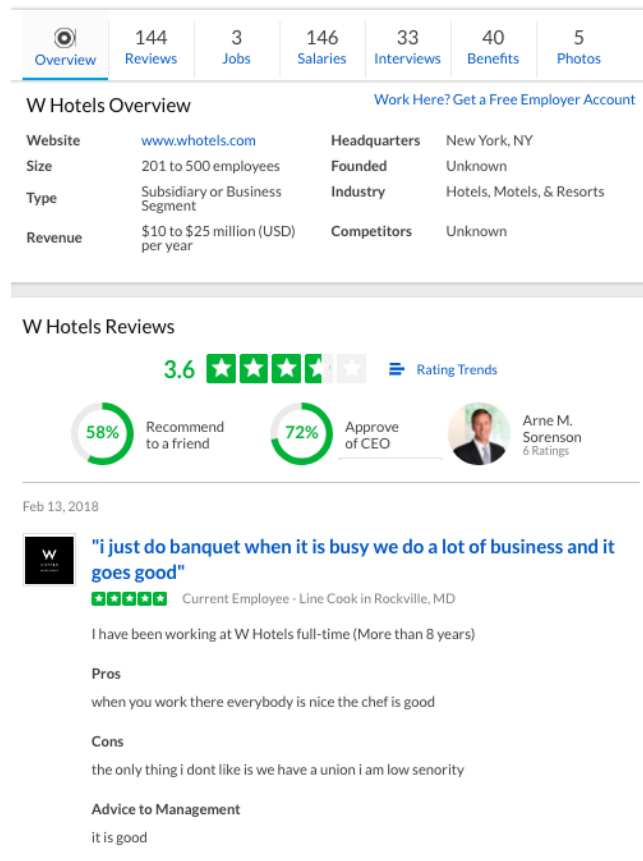 144 3 146 33 40 5
Overview Reviews Jobs Salaries Interviews Benefits Photos
W Hotels Overview Work Here? Get a Free Employer Account
Website www.whotels.com Headquarters New York, NY
Size 201 to 500 employees Founded Unknown
Type Subsidiary or Business Segment Industry Hotels, Motels, & Resorts
Revenue $10 to $25 million (USD) per year Competitors Unknown
W Hotels Reviews
3.6 Rating Trends
58% Recommend to a friend 72% Approve of CEO Arne M. Sorenson
6 Ratings
Feb 13, 2018
W
"i just do banquet when it is busy we do a lot of business and it
goes good"
Current Employee - Line Cook in Rockville, MD
I have been working at W Hotels full-time (More than 8 years)
Pros
when you work there everybody is nice the chef is good
Cons
the only thing i dont like is we have a union i am low senority
Advice to Management
it is good